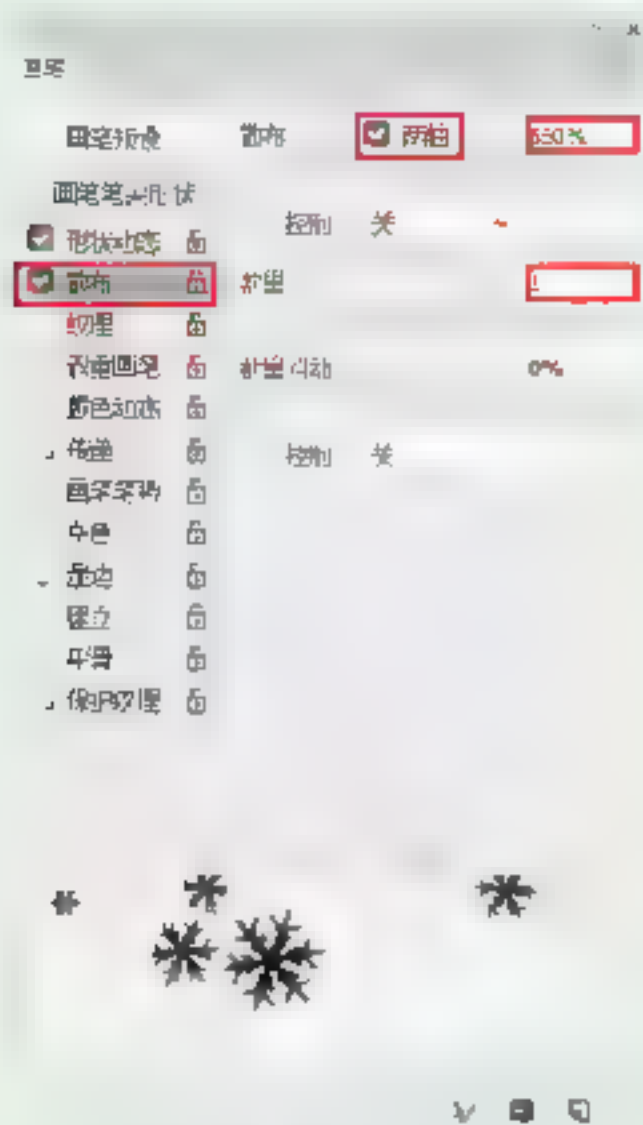 画笔
画笔预设 散布 两轴
画笔笔尖形状
控制 关
形状动态
散布 数量 1
纹理
双重画笔 数量抖动 0%
颜色动态
传递 控制 关
画笔笔势
杂色
湿边
建立
平滑
保护纹理